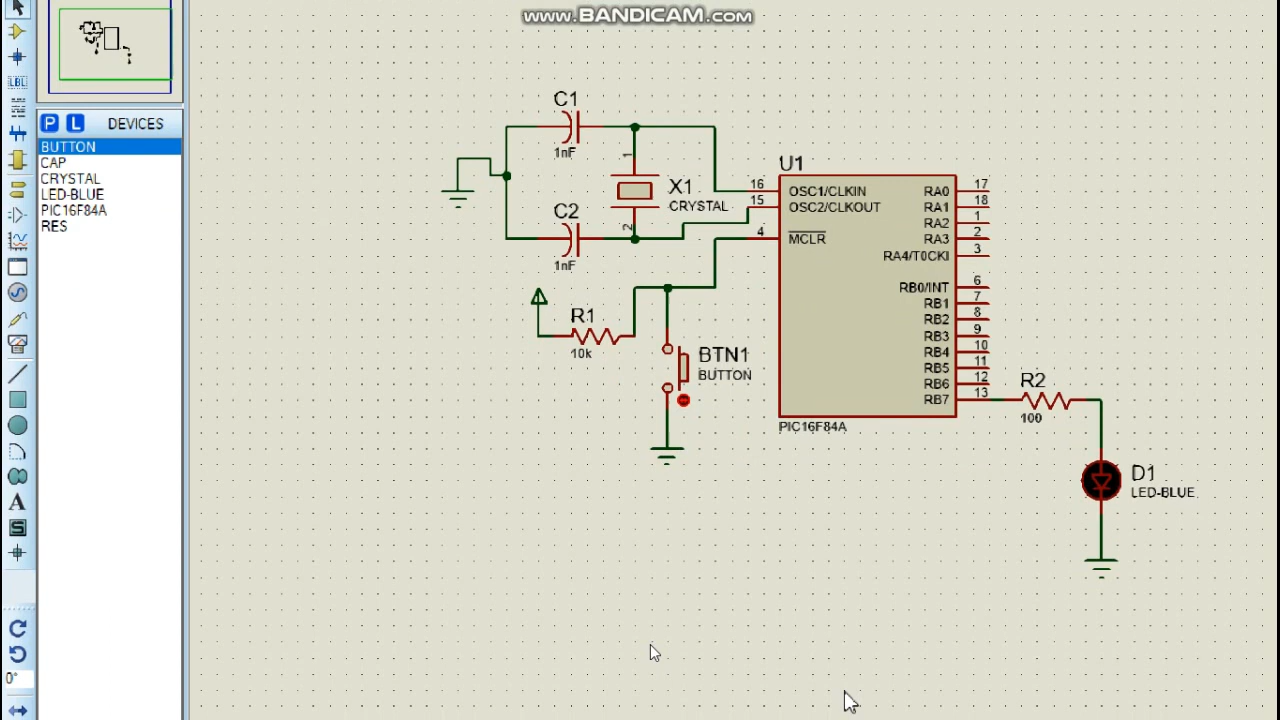 www.BANDICAM.com
LBL
P L DEVICES
BUTTON
CAP
CRYSTAL
LED-BLUE
PIC16F84A
RES
A
S
0°
C1
1nF
1
X1
CRYSTAL
2
C2
1nF
R1
10k
BTN1
BUTTON
U1
16 OSC1/CLKIN
15 OSC2/CLKOUT
4 MCLR
RA0 17
RA1 18
RA2 1
RA3 2
RA4/T0CKI 3
RB0/INT 6
RB1 7
RB2 8
RB3 9
RB4 10
RB5 11
RB6 12
RB7 13
PIC16F84A
R2
100
D1
LED-BLUE